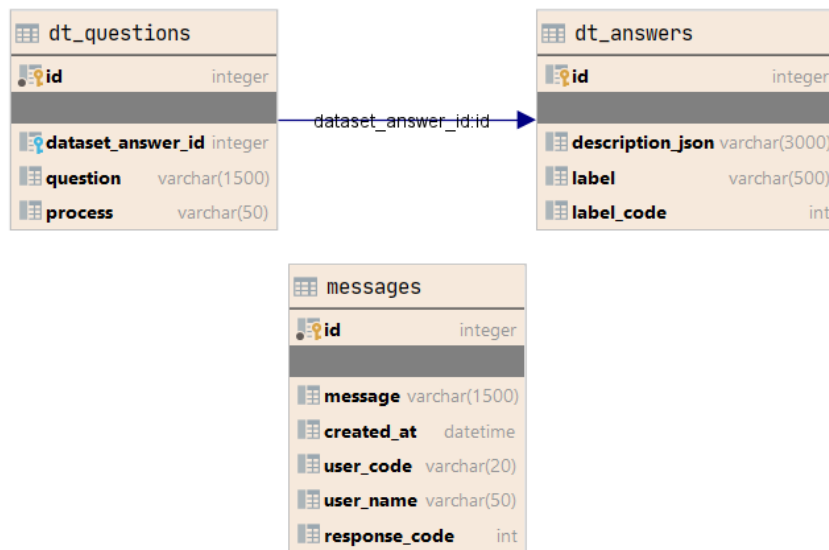 dt_questions
id integer
dataset_answer_id integer
question varchar(1500)
process varchar(50)
dataset_answer_id:id
dt_answers
id integer
description_json varchar(3000)
label varchar(500)
label_code int
messages
id integer
message varchar(1500)
created_at datetime
user_code varchar(20)
user_name varchar(50)
response_code int